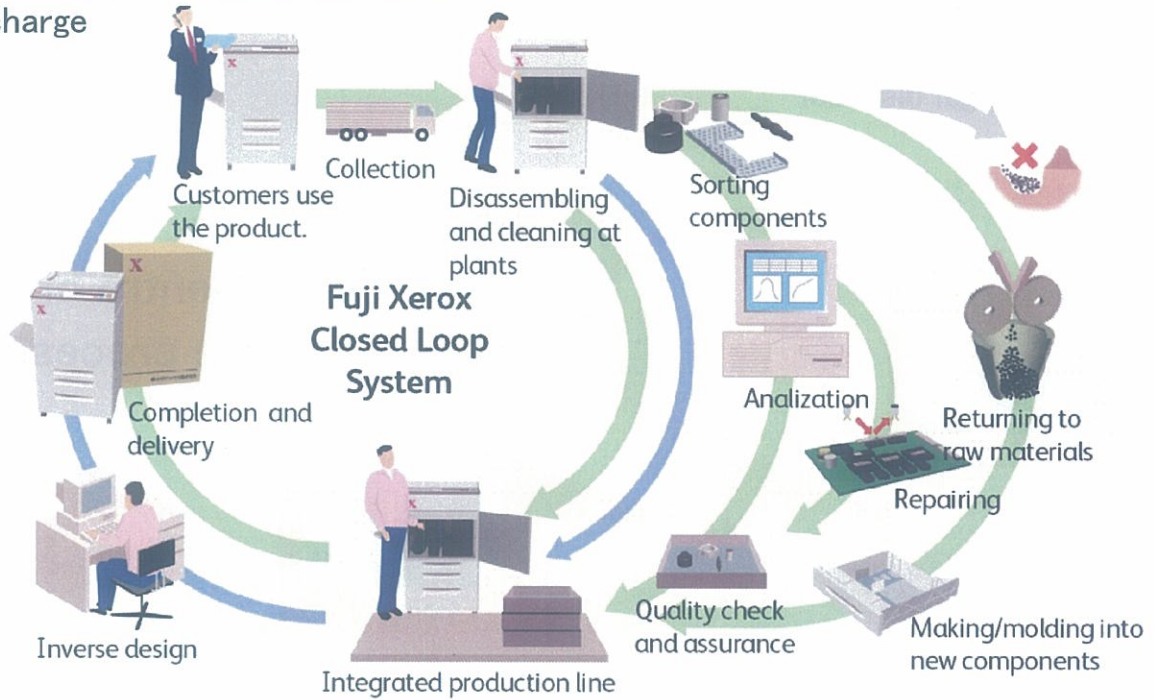 harge
Collection
Customers use
the product.
Disassembling
and cleaning at
plants
Sorting
components
Fuji Xerox
Closed Loop
System
Analization
Returning to
raw materials
Completion and
delivery
Repairing
Inverse design
Quality check
and assurance
Making/molding into
new components
Integrated production line
X
X
X
X
X